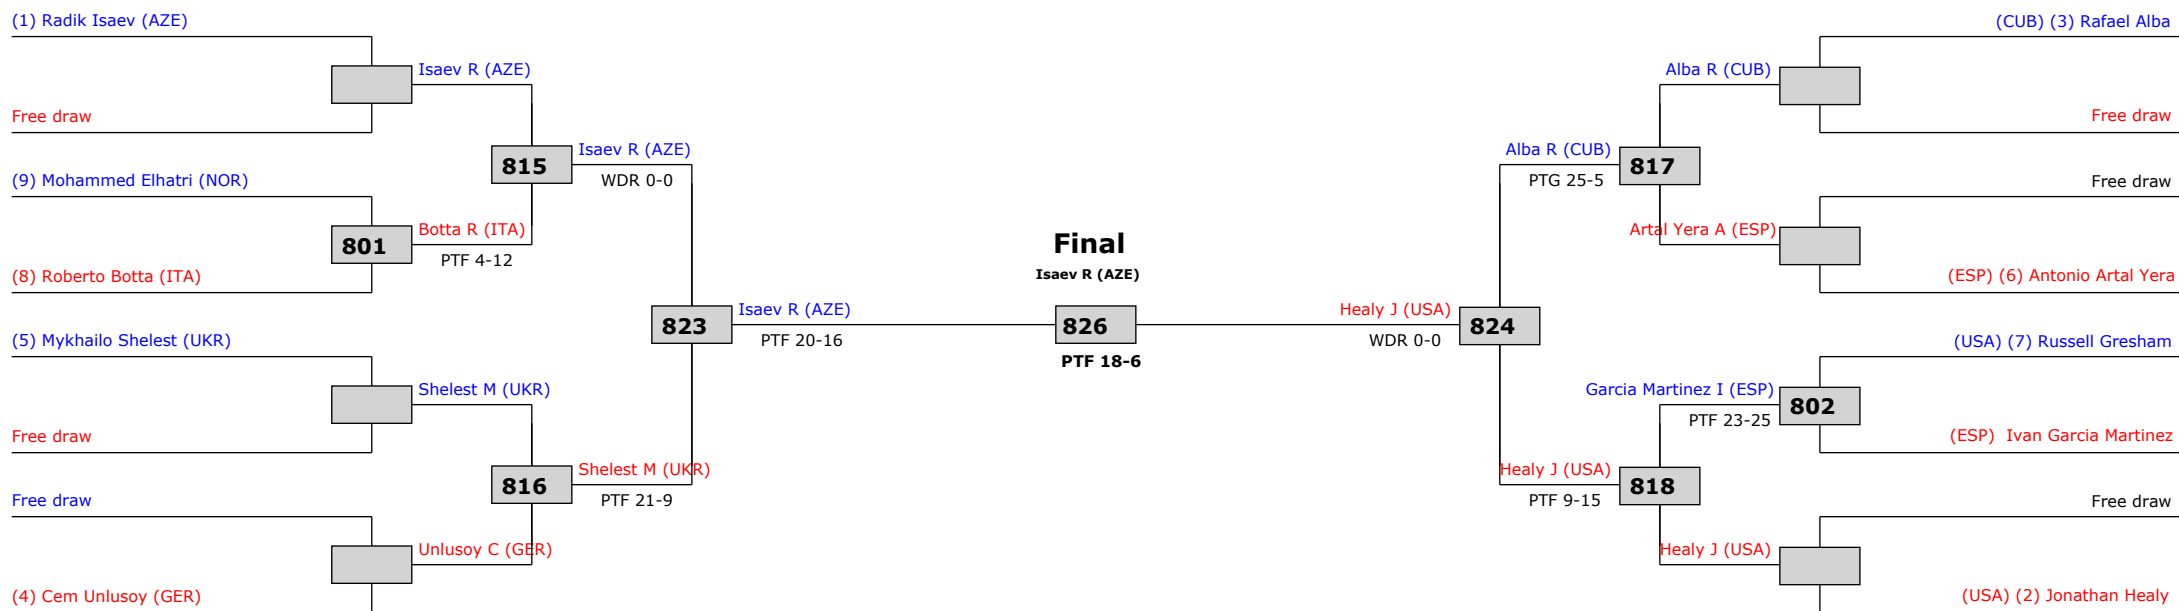 (1) Radik Isaev (AZE)
(CUB) (3) Rafael Alba
Isaev R (AZE)
Alba R (CUB)
Free draw
Free draw
Isaev R (AZE)
815
WDR 0-0
Alba R (CUB)
817
PTG 25-5
(9) Mohammed Elhatri (NOR)
Free draw
Botta R (ITA)
801
PTF 4-12
Artal Yera A (ESP)
Final
Isaev R (AZE)
(8) Roberto Botta (ITA)
(ESP) (6) Antonio Artal Yera
Isaev R (AZE)
823
PTF 20-16
826
PTF 18-6
Healy J (USA)
824
WDR 0-0
(5) Mykhailo Shelest (UKR)
(USA) (7) Russell Gresham
Shelest M (UKR)
Garcia Martinez I (ESP)
802
PTF 23-25
Free draw
(ESP)  Ivan Garcia Martinez
Shelest M (UKR)
816
PTF 21-9
Healy J (USA)
818
PTF 9-15
Free draw
Free draw
Unlusoy C (GER)
Healy J (USA)
(4) Cem Unlusoy (GER)
(USA) (2) Jonathan Healy